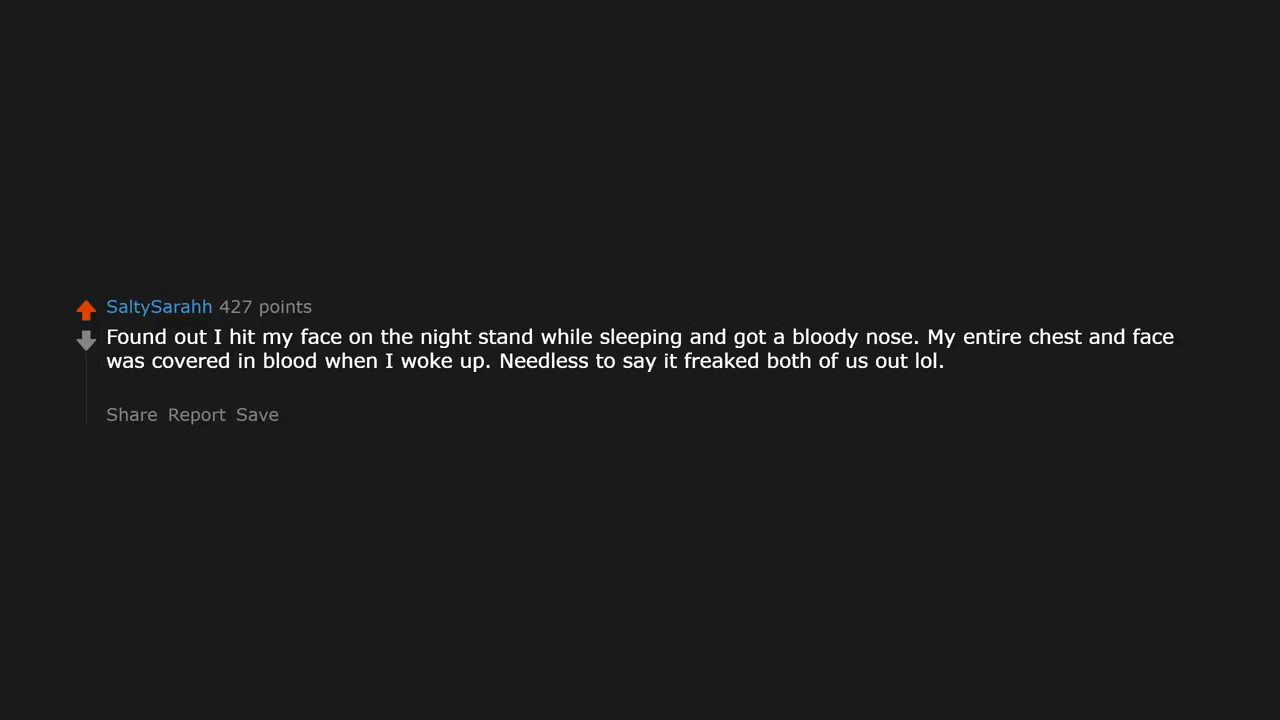 SaltySarahh 427 points
Found out I hit my face on the night stand while sleeping and got a bloody nose. My entire chest and face
was covered in blood when I woke up. Needless to say it freaked both of us out lol.
Share Report Save